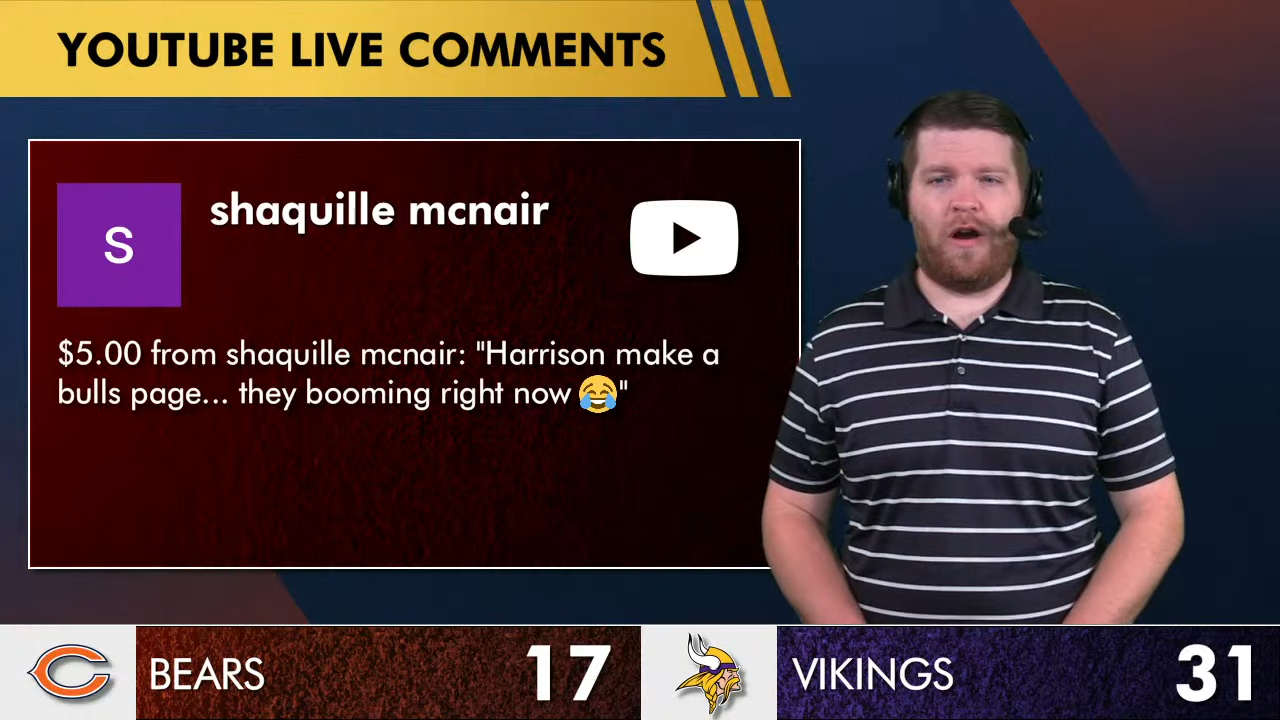 YOUTUBE LIVE COMMENTS
S
shaquille mcnair
$5.00 from shaquille mcnair: "Harrison make a
bulls page... they booming right now 😂"
BEARS 17 VIKINGS 31